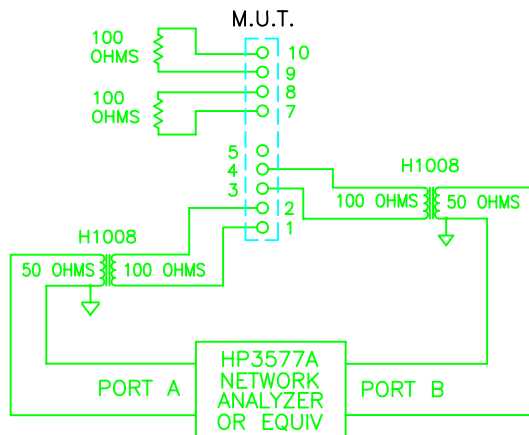 M.U.T.
100
OHMS
10
9
100
OHMS
8
7
5
4
3
2
1
H1008
100 OHMS
50 OHMS
H1008
50 OHMS
100 OHMS
PORT A
HP3577A
NETWORK
ANALYZER
OR EQUIV
PORT B